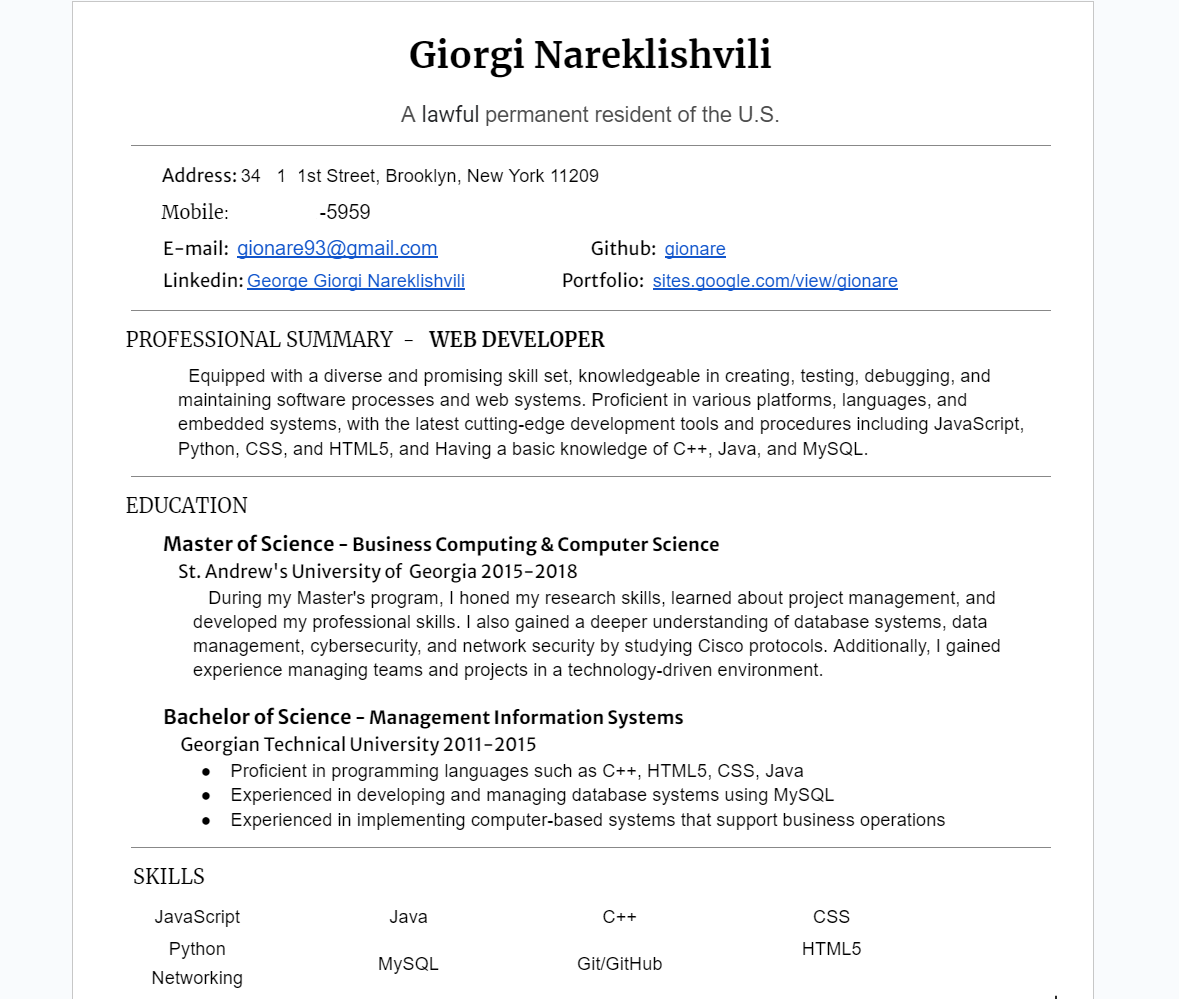 Giorgi Nareklishvili
A lawful permanent resident of the U.S.
Address: 34 1 1st Street, Brooklyn, New York 11209
Mobile: -5959
E-mail: gionare93@gmail.com Github: gionare
Linkedin: George Giorgi Nareklishvili Portfolio: sites.google.com/view/gionare
PROFESSIONAL SUMMARY - WEB DEVELOPER
Equipped with a diverse and promising skill set, knowledgeable in creating, testing, debugging, and
maintaining software processes and web systems. Proficient in various platforms, languages, and
embedded systems, with the latest cutting-edge development tools and procedures including JavaScript,
Python, CSS, and HTML5, and Having a basic knowledge of C++, Java, and MySQL.
EDUCATION
Master of Science - Business Computing & Computer Science
St. Andrew's University of Georgia 2015-2018
During my Master's program, I honed my research skills, learned about project management, and
developed my professional skills. I also gained a deeper understanding of database systems, data
management, cybersecurity, and network security by studying Cisco protocols. Additionally, I gained
experience managing teams and projects in a technology-driven environment.
Bachelor of Science - Management Information Systems
Georgian Technical University 2011-2015
● Proficient in programming languages such as C++, HTML5, CSS, Java
● Experienced in developing and managing database systems using MySQL
● Experienced in implementing computer-based systems that support business operations
SKILLS
JavaScript Java C++ CSS
Python HTML5
MySQL Git/GitHub
Networking